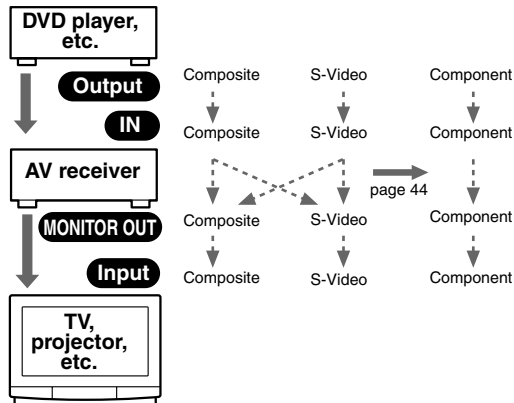 DVD player,
etc.
Output
Composite S-Video Component
IN
Composite S-Video Component
AV receiver
page 44
MONITOR OUT
Composite S-Video Component
Input
Composite S-Video Component
TV,
projector,
etc.